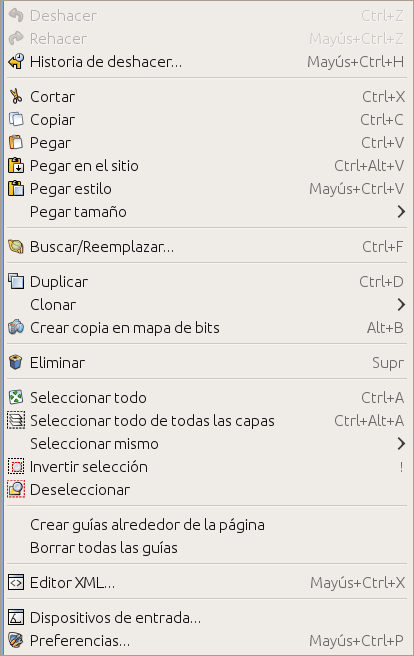 Deshacer Ctrl+Z
Rehacer Mayús+Ctrl+Z
Historia de deshacer... Mayús+Ctrl+H
Cortar Ctrl+X
Copiar Ctrl+C
Pegar Ctrl+V
Pegar en el sitio Ctrl+Alt+V
Pegar estilo Mayús+Ctrl+V
Pegar tamaño
Buscar/Reemplazar... Ctrl+F
Duplicar Ctrl+D
Clonar
Crear copia en mapa de bits Alt+B
Eliminar Supr
Seleccionar todo Ctrl+A
Seleccionar todo de todas las capas Ctrl+Alt+A
Seleccionar mismo
Invertir selección !
Deseleccionar
Crear guías alrededor de la página
Borrar todas las guías
Editor XML... Mayús+Ctrl+X
Dispositivos de entrada...
Preferencias... Mayús+Ctrl+P